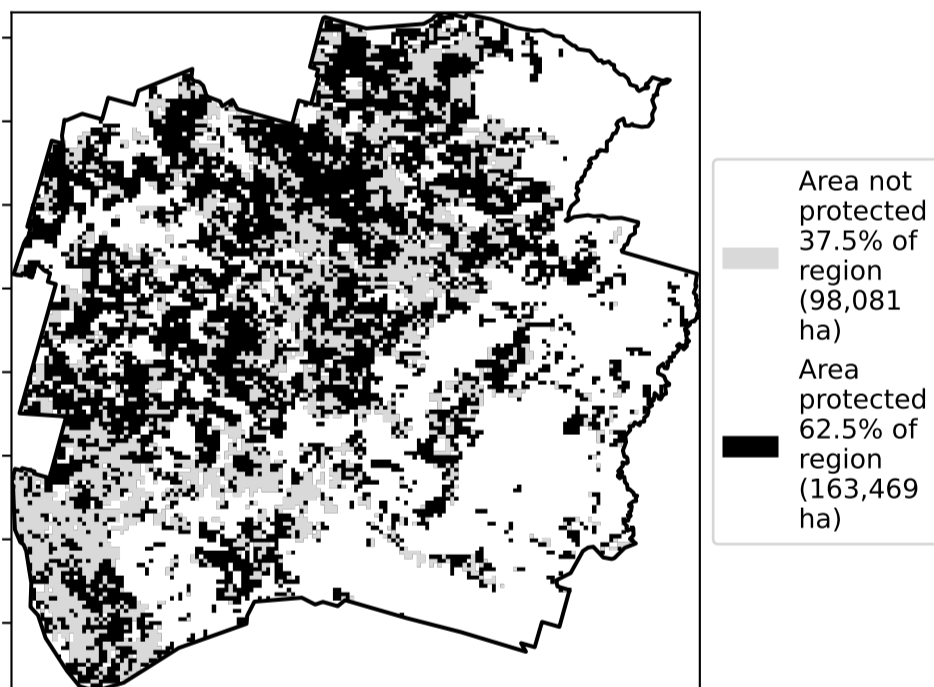 Area not
protected
37.5% of
region
(98,081
ha)
Area
protected
62.5% of
region
(163,469
ha)